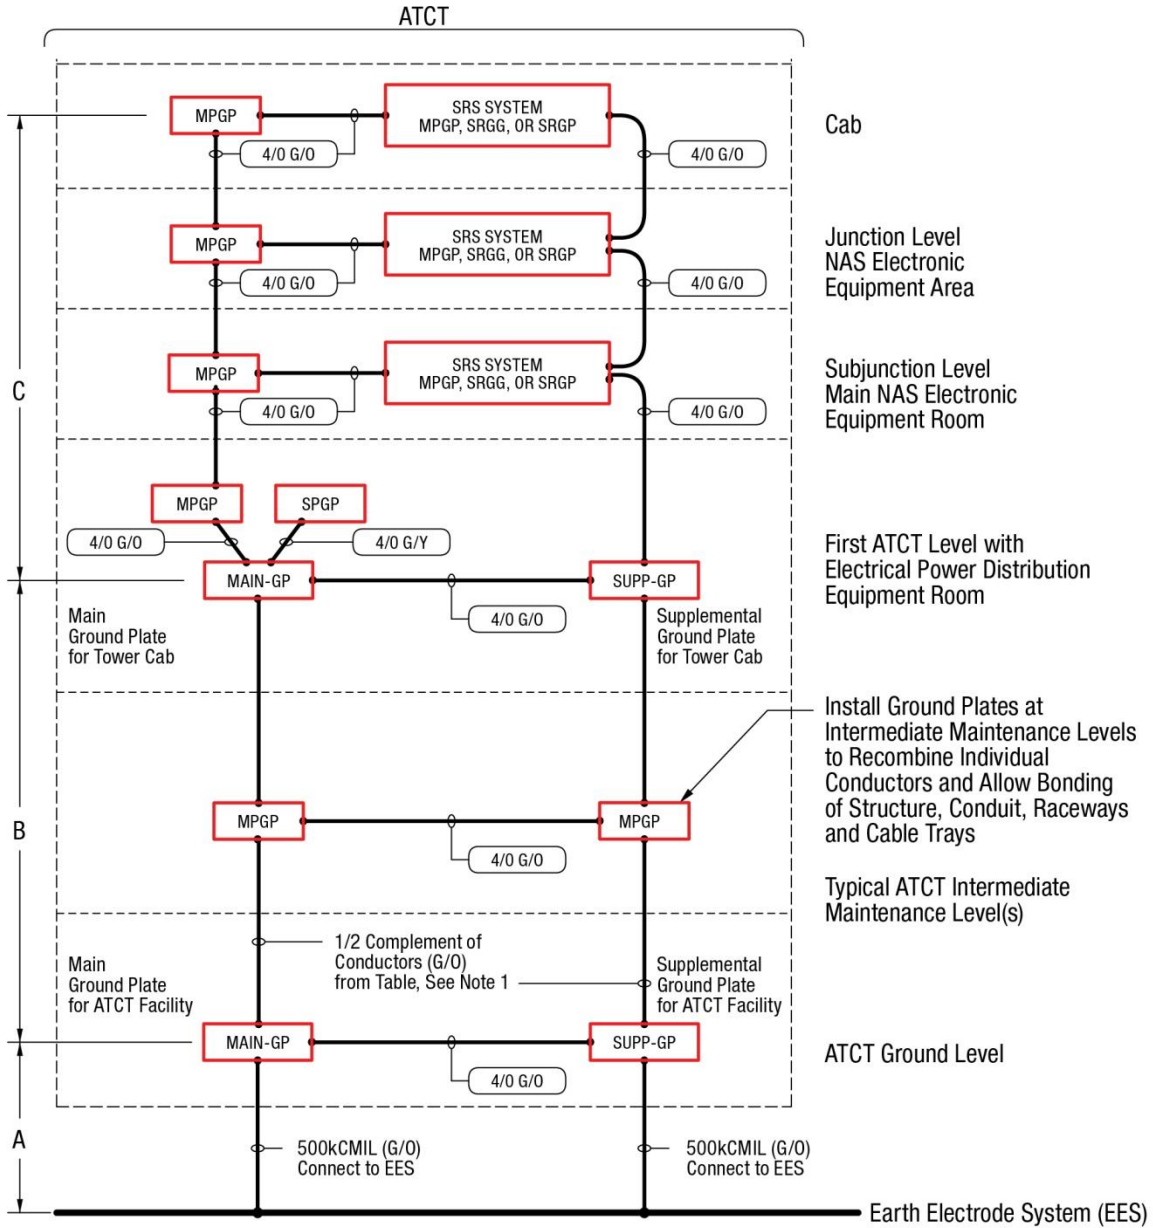 ATCT
MPGP
SRS SYSTEM
MPGP, SRGG, OR SRGP
4/0 G/O
4/0 G/O
Cab
MPGP
SRS SYSTEM
MPGP, SRGG, OR SRGP
4/0 G/O
4/0 G/O
Junction Level
NAS Electronic
Equipment Area
C
MPGP
SRS SYSTEM
MPGP, SRGG, OR SRGP
4/0 G/O
4/0 G/O
Subjunction Level
Main NAS Electronic
Equipment Room
MPGP
SPGP
4/0 G/O
4/0 G/Y
MAIN-GP
SUPP-GP
4/0 G/O
Main
Ground Plate
for Tower Cab
Supplemental
Ground Plate
for Tower Cab
First ATCT Level with
Electrical Power Distribution
Equipment Room
Install Ground Plates at
Intermediate Maintenance Levels
to Recombine Individual
Conductors and Allow Bonding
of Structure, Conduit, Raceways
and Cable Trays
B
MPGP
MPGP
4/0 G/O
Typical ATCT Intermediate
Maintenance Level(s)
Main
Ground Plate
for ATCT Facility
1/2 Complement of
Conductors (G/O)
from Table, See Note 1
Supplemental
Ground Plate
for ATCT Facility
MAIN-GP
SUPP-GP
4/0 G/O
ATCT Ground Level
A
500kCMIL (G/O)
Connect to EES
500kCMIL (G/O)
Connect to EES
Earth Electrode System (EES)